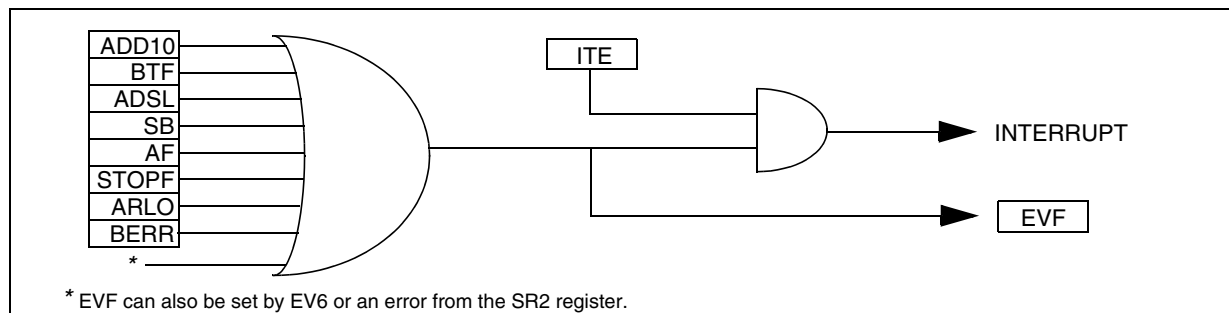 ADD10
BTF
ADSL
SB
AF
STOPF
ARLO
BERR
*
ITE
INTERRUPT
EVF
* EVF can also be set by EV6 or an error from the SR2 register.